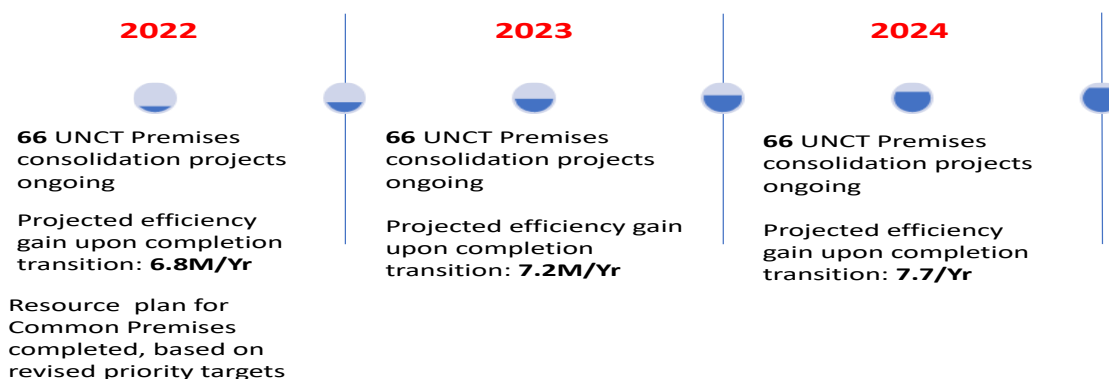 2022
66 UNCT Premises
consolidation projects
ongoing
Projected efficiency
gain upon completion
transition: 6.8M/Yr
Resource plan for
Common Premises
completed, based on
revised priority targets
2023
66 UNCT Premises
consolidation projects
ongoing
Projected efficiency gain
upon completion
transition: 7.2M/Yr
2024
66 UNCT Premises
consolidation projects
ongoing
Projected efficiency
gain upon completion
transition: 7.7/Yr